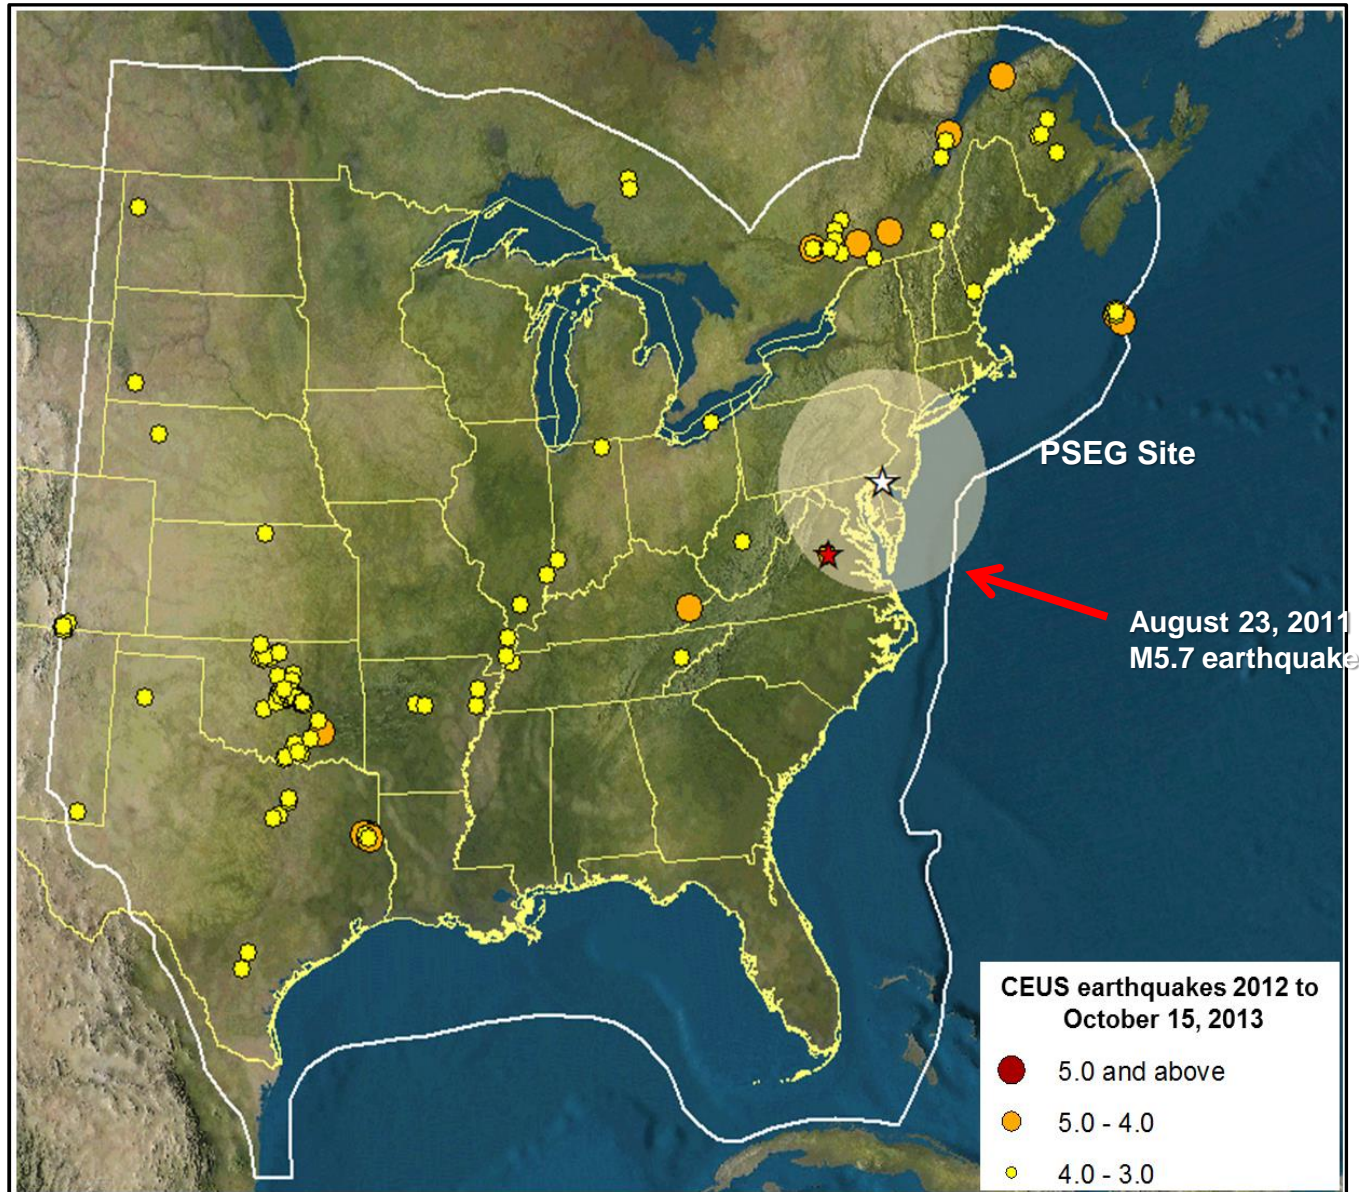 PSEG Site
August 23, 2011
M5.7 earthquake
CEUS earthquakes 2012 to
October 15, 2013
5.0 and above
5.0 - 4.0
4.0 - 3.0